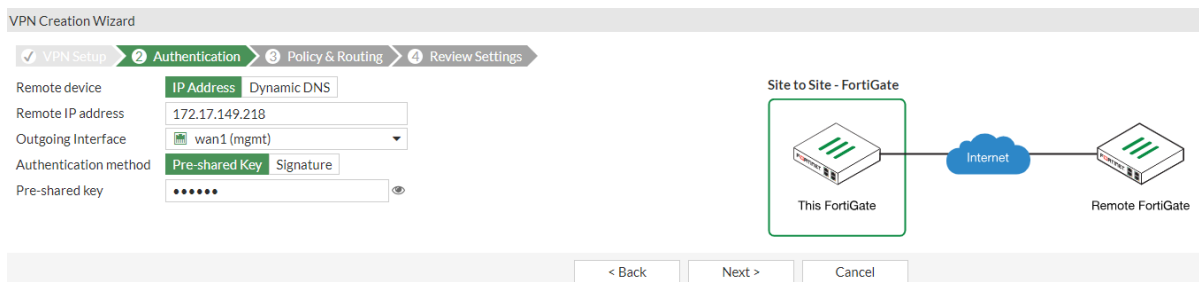 VPN Creation Wizard
VPN Setup 2 Authentication 3 Policy & Routing 4 Review Settings
Remote device IP Address Dynamic DNS
Remote IP address 172.17.149.218
Outgoing Interface wan1 (mgmt)
Authentication method Pre-shared Key Signature
Pre-shared key ••••••
Site to Site - FortiGate
Internet
This FortiGate
Remote FortiGate
< Back Next > Cancel